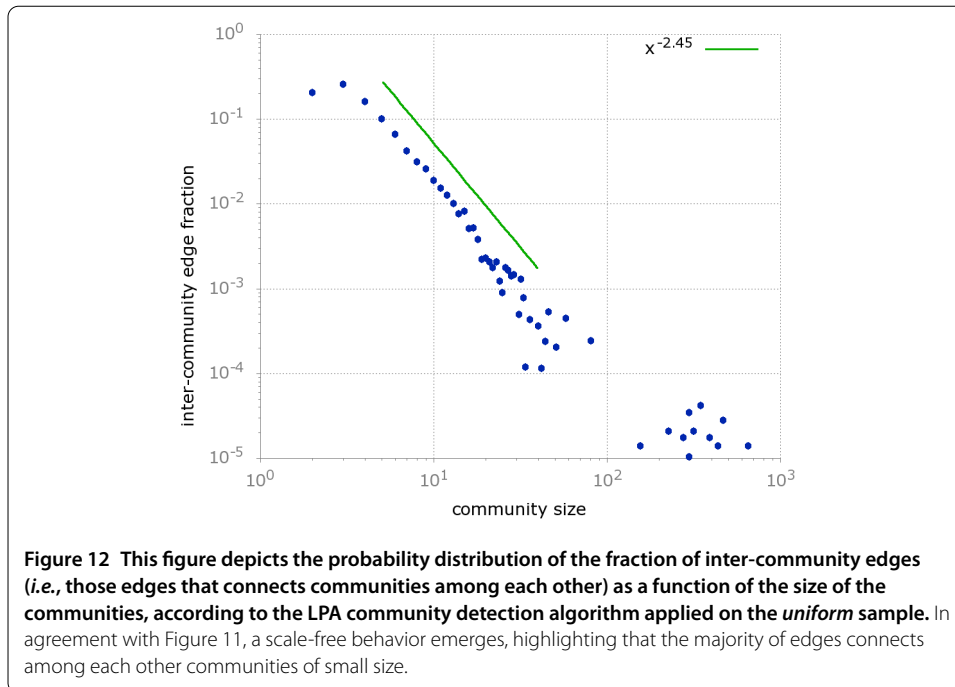 10^0
x^-2.45
10^-1
10^-2
10^-3
10^-4
10^-5
inter-community edge fraction
10^0 10^1 10^2 10^3
community size
Figure 12 This figure depicts the probability distribution of the fraction of inter-community edges
(i.e., those edges that connects communities among each other) as a function of the size of the
communities, according to the LPA community detection algorithm applied on the uniform sample. In
agreement with Figure 11, a scale-free behavior emerges, highlighting that the majority of edges connects
among each other communities of small size.